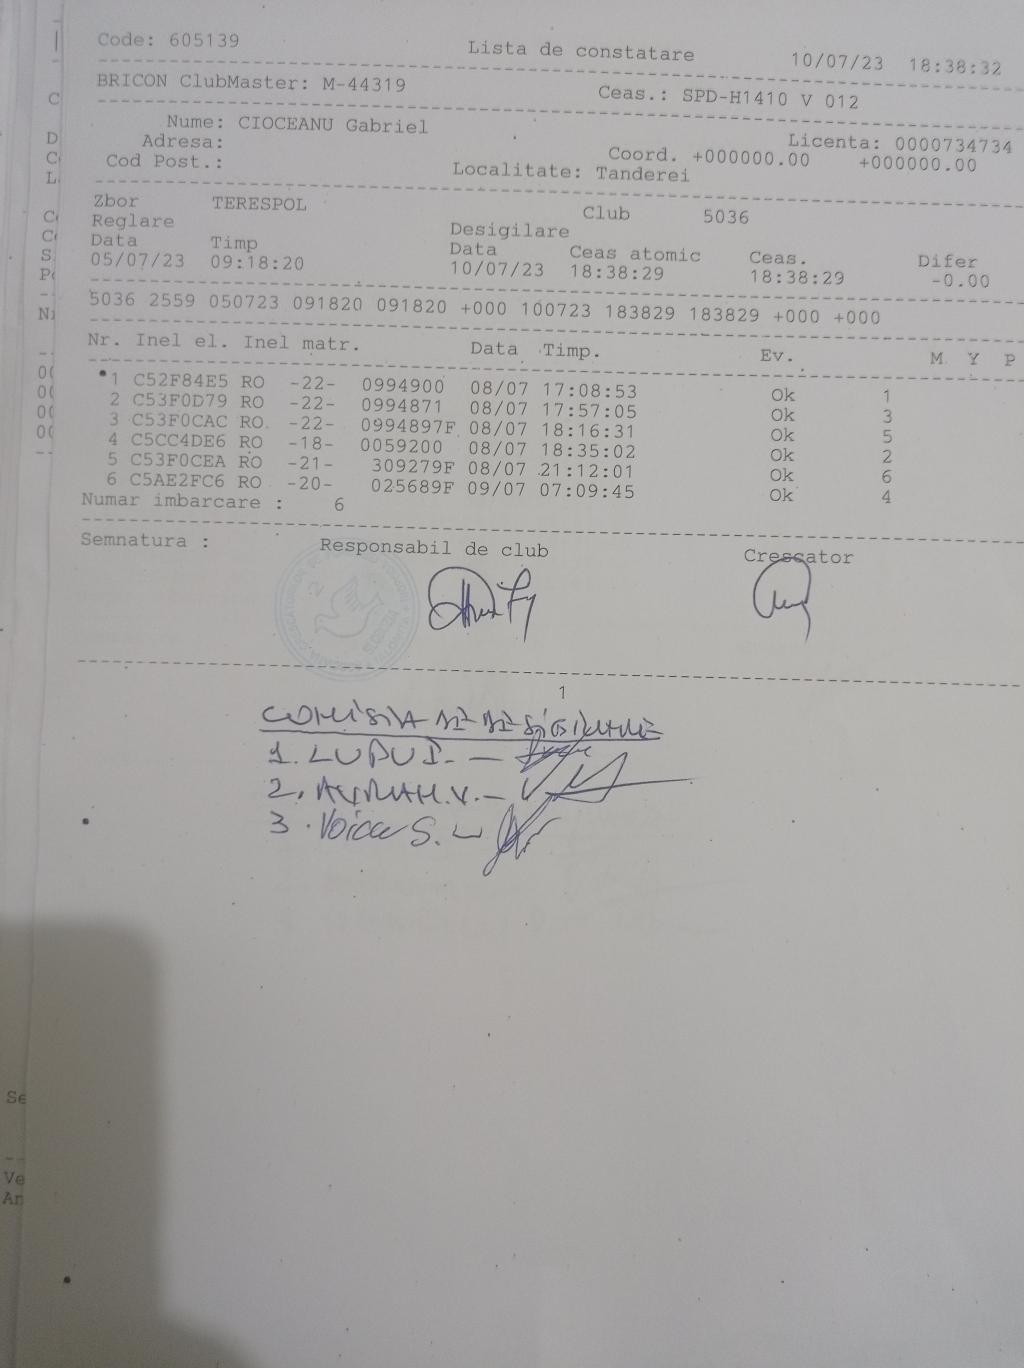 Code: 605139 Lista de constatare 10/07/23 18:38:32
BRICON ClubMaster: M-44319 Ceas.: SPD-H1410 V 012
Nume: CIOCEANU Gabriel Licenta: 0000734734
Adresa: Coord. +000000.00 +000000.00
Cod Post.: Localitate: Tanderei
Zbor TERESPOL Club 5036
Reglare Desigilare
Data Timp Data Ceas atomic Ceas. Difer
05/07/23 09:18:20 10/07/23 18:38:29 18:38:29 -0.00
5036 2559 050723 091820 091820 +000 100723 183829 183829 +000 +000
Nr. Inel el. Inel matr. Data Timp. Ev. M Y P
1 C52F84E5 RO -22- 0994900 08/07 17:08:53 Ok 1
2 C53F0D79 RO -22- 0994871 08/07 17:57:05 Ok 3
3 C53F0CAC RO -22- 0994897F 08/07 18:16:31 Ok 5
4 C5CC4DE6 RO -18- 0059200 08/07 18:35:02 Ok 2
5 C53F0CEA RO -21- 309279F 08/07 21:12:01 Ok 6
6 C5AE2FC6 RO -20- 025689F 09/07 07:09:45 Ok 4
Numar imbarcare : 6
Semnatura : Responsabil de club Crescator
1
COMISIA DE DESIGILARE
1. LUPU I. —
2. V. —
3. Voicu S. —